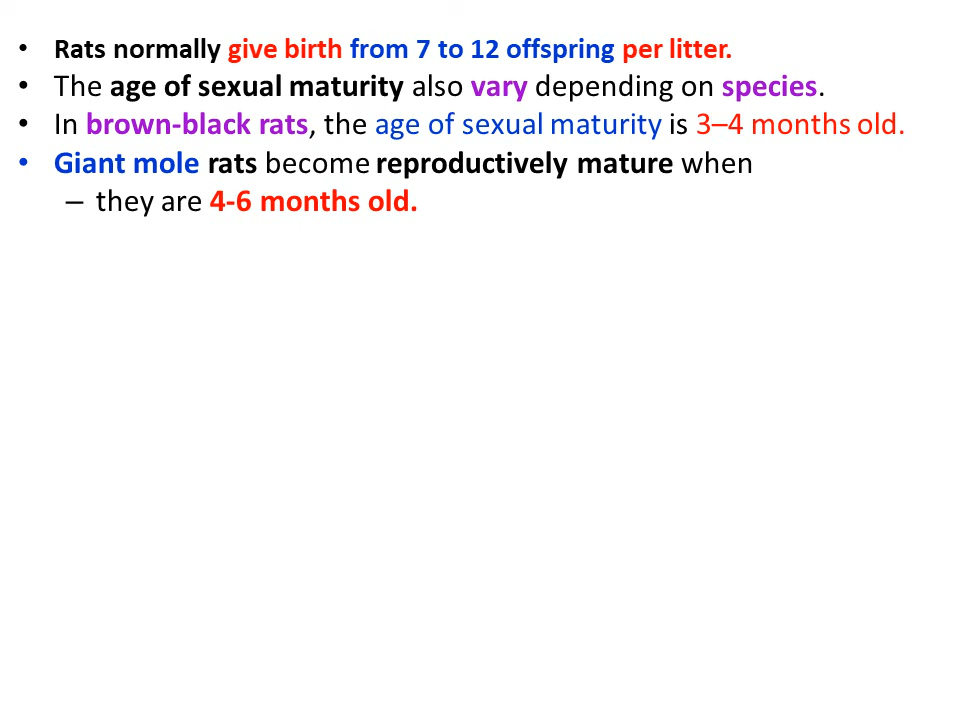 • Rats normally give birth from 7 to 12 offspring per litter.
• The age of sexual maturity also vary depending on species.
• In brown-black rats, the age of sexual maturity is 3–4 months old.
• Giant mole rats become reproductively mature when
– they are 4-6 months old.